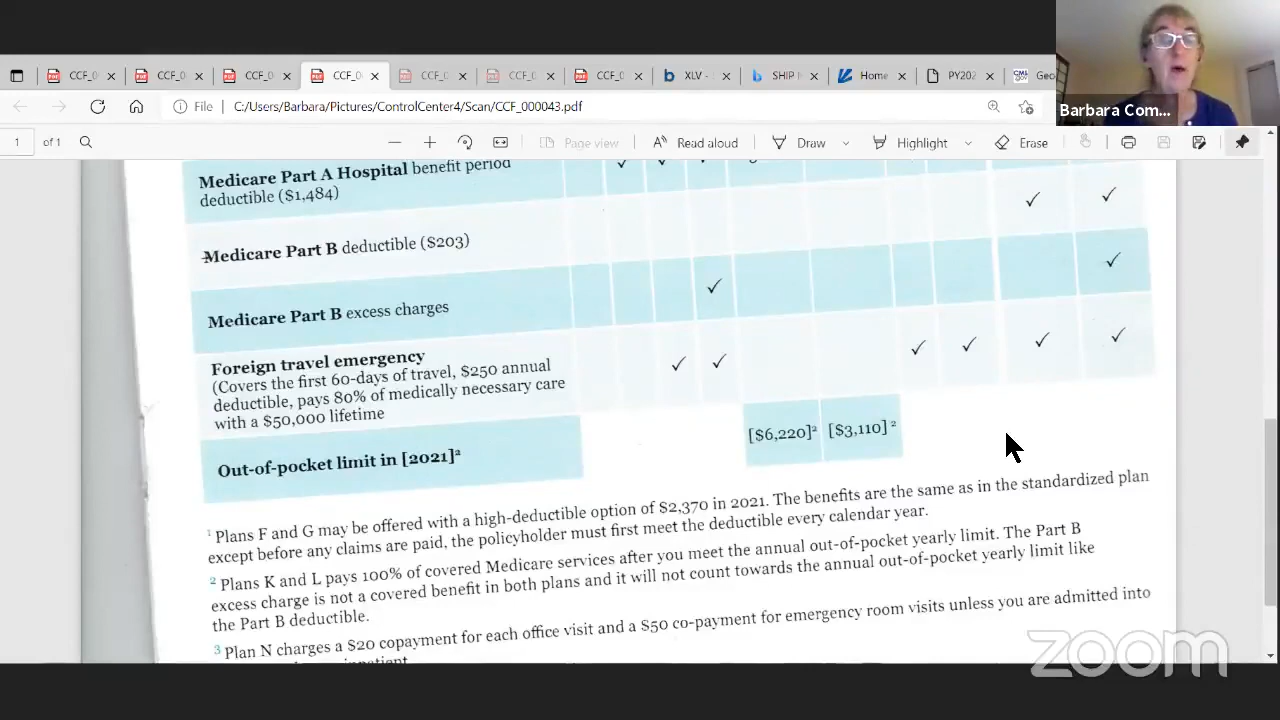 CCF_0
CCF_0
CCF_0
CCF_0
CCF_0
CCF_0
CCF_0
XLV -
SHIP
Home
PY202
CMS.GOV
Geo
File
C:/Users/Barbara/Pictures/ControlCenter4/Scan/CCF_000043.pdf
Barbara Com...
1 of 1
Page view
Read aloud
Draw
Highlight
Erase
Medicare Part A Hospital benefit period
deductible ($1,484)
Medicare Part B deductible ($203)
Medicare Part B excess charges
Foreign travel emergency
(Covers the first 60-days of travel, $250 annual
deductible, pays 80% of medically necessary care
with a $50,000 lifetime
Out-of-pocket limit in [2021]²
[$6,220]² [$3,110] ²
¹ Plans F and G may be offered with a high-deductible option of $2,370 in 2021. The benefits are the same as in the standardized plan
except before any claims are paid, the policyholder must first meet the deductible every calendar year.
² Plans K and L pays 100% of covered Medicare services after you meet the annual out-of-pocket yearly limit. The Part B
excess charge is not a covered benefit in both plans and it will not count towards the annual out-of-pocket yearly limit like
the Part B deductible.
³ Plan N charges a $20 copayment for each office visit and a $50 co-payment for emergency room visits unless you are admitted into
zoom